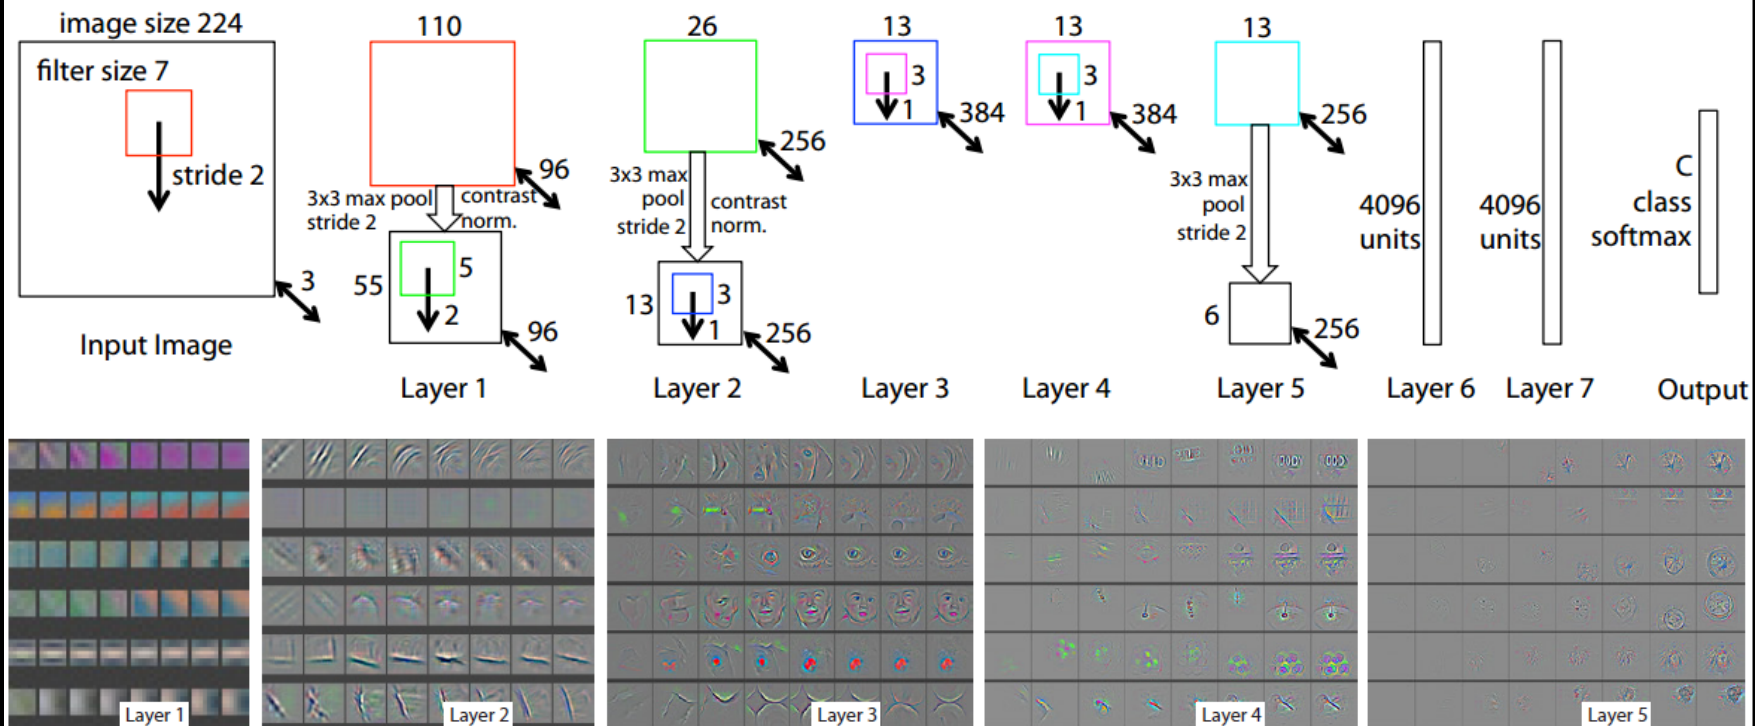 image size 224
filter size 7
stride 2
3
Input Image
110
96
3x3 max pool
stride 2
contrast
norm.
55
5
2
96
Layer 1
26
256
3x3 max
pool
stride 2
contrast
norm.
13
3
1
256
Layer 2
13
3
1
384
Layer 3
13
3
1
384
Layer 4
13
256
3x3 max
pool
stride 2
6
256
Layer 5
4096
units
Layer 6
4096
units
Layer 7
C
class
softmax
Output
Layer 1
Layer 2
Layer 3
Layer 4
Layer 5